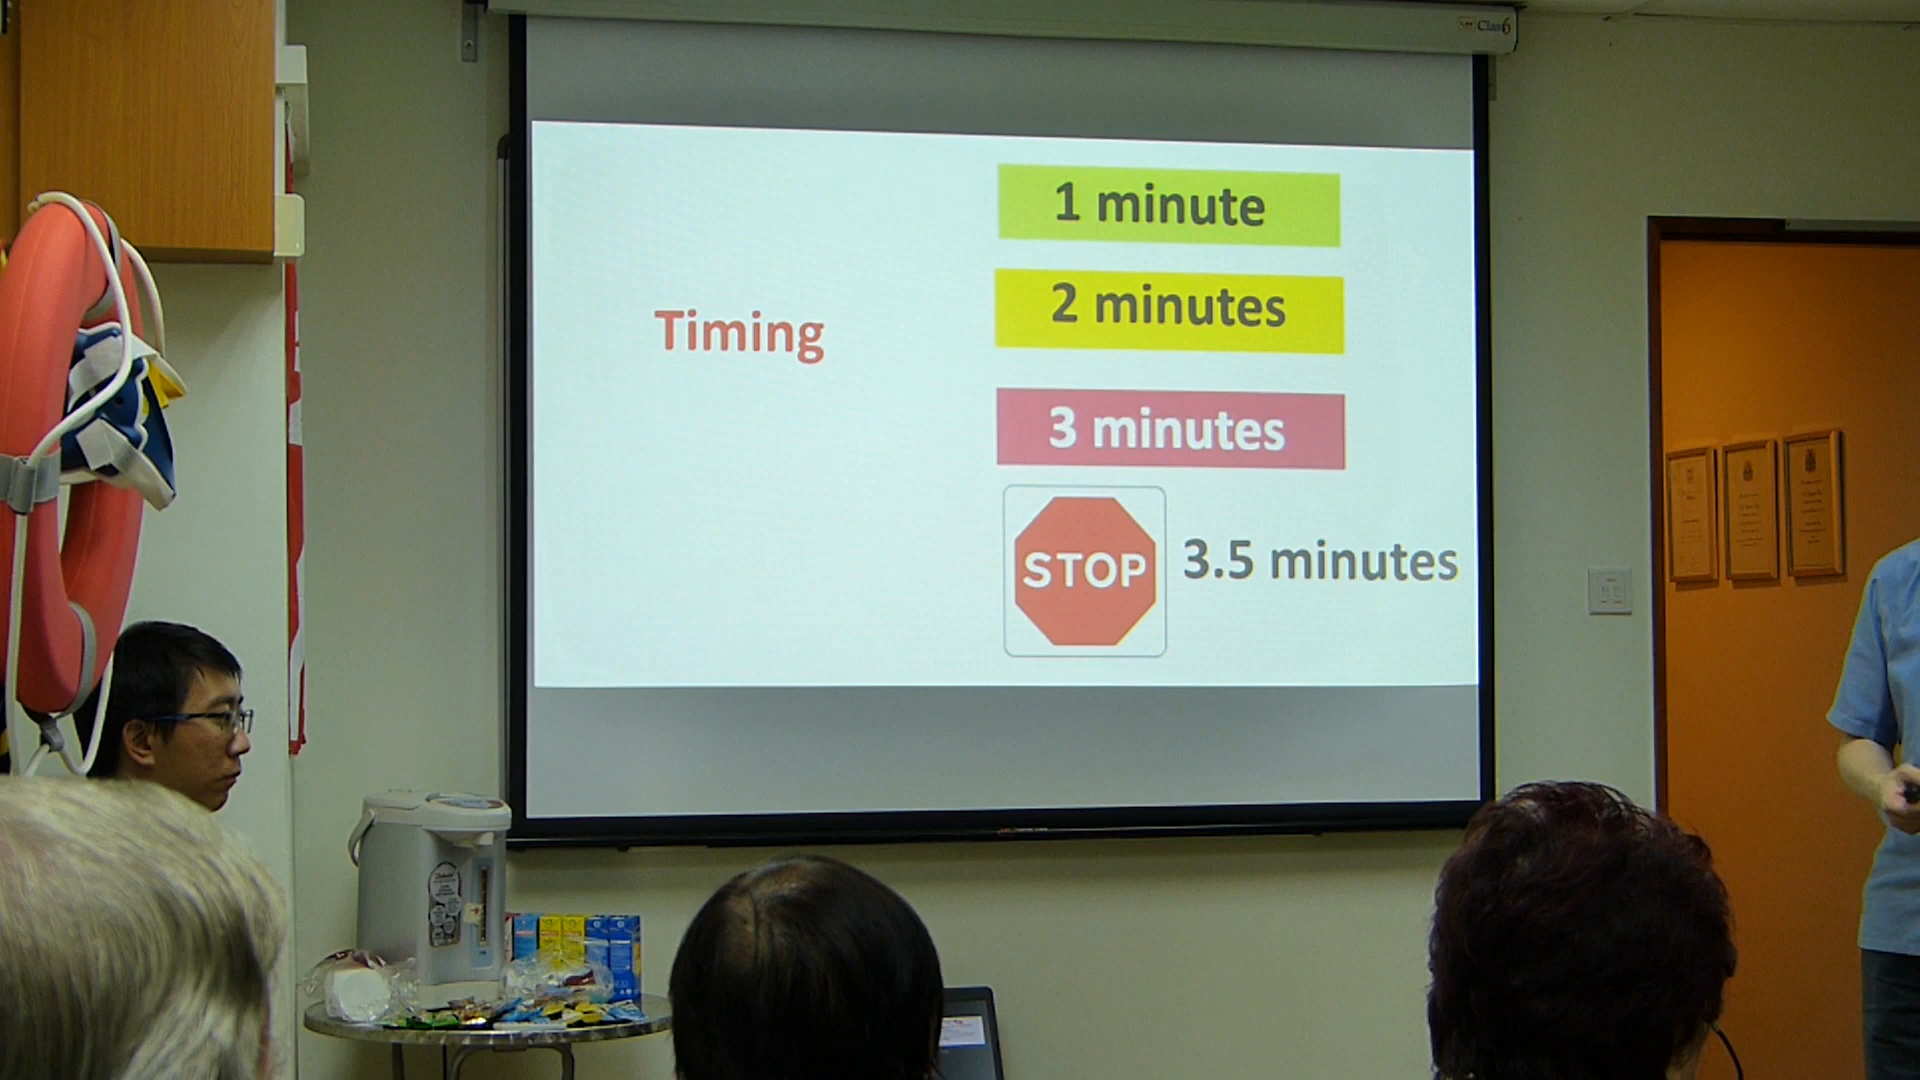 Timing
1 minute
2 minutes
3 minutes
STOP
3.5 minutes